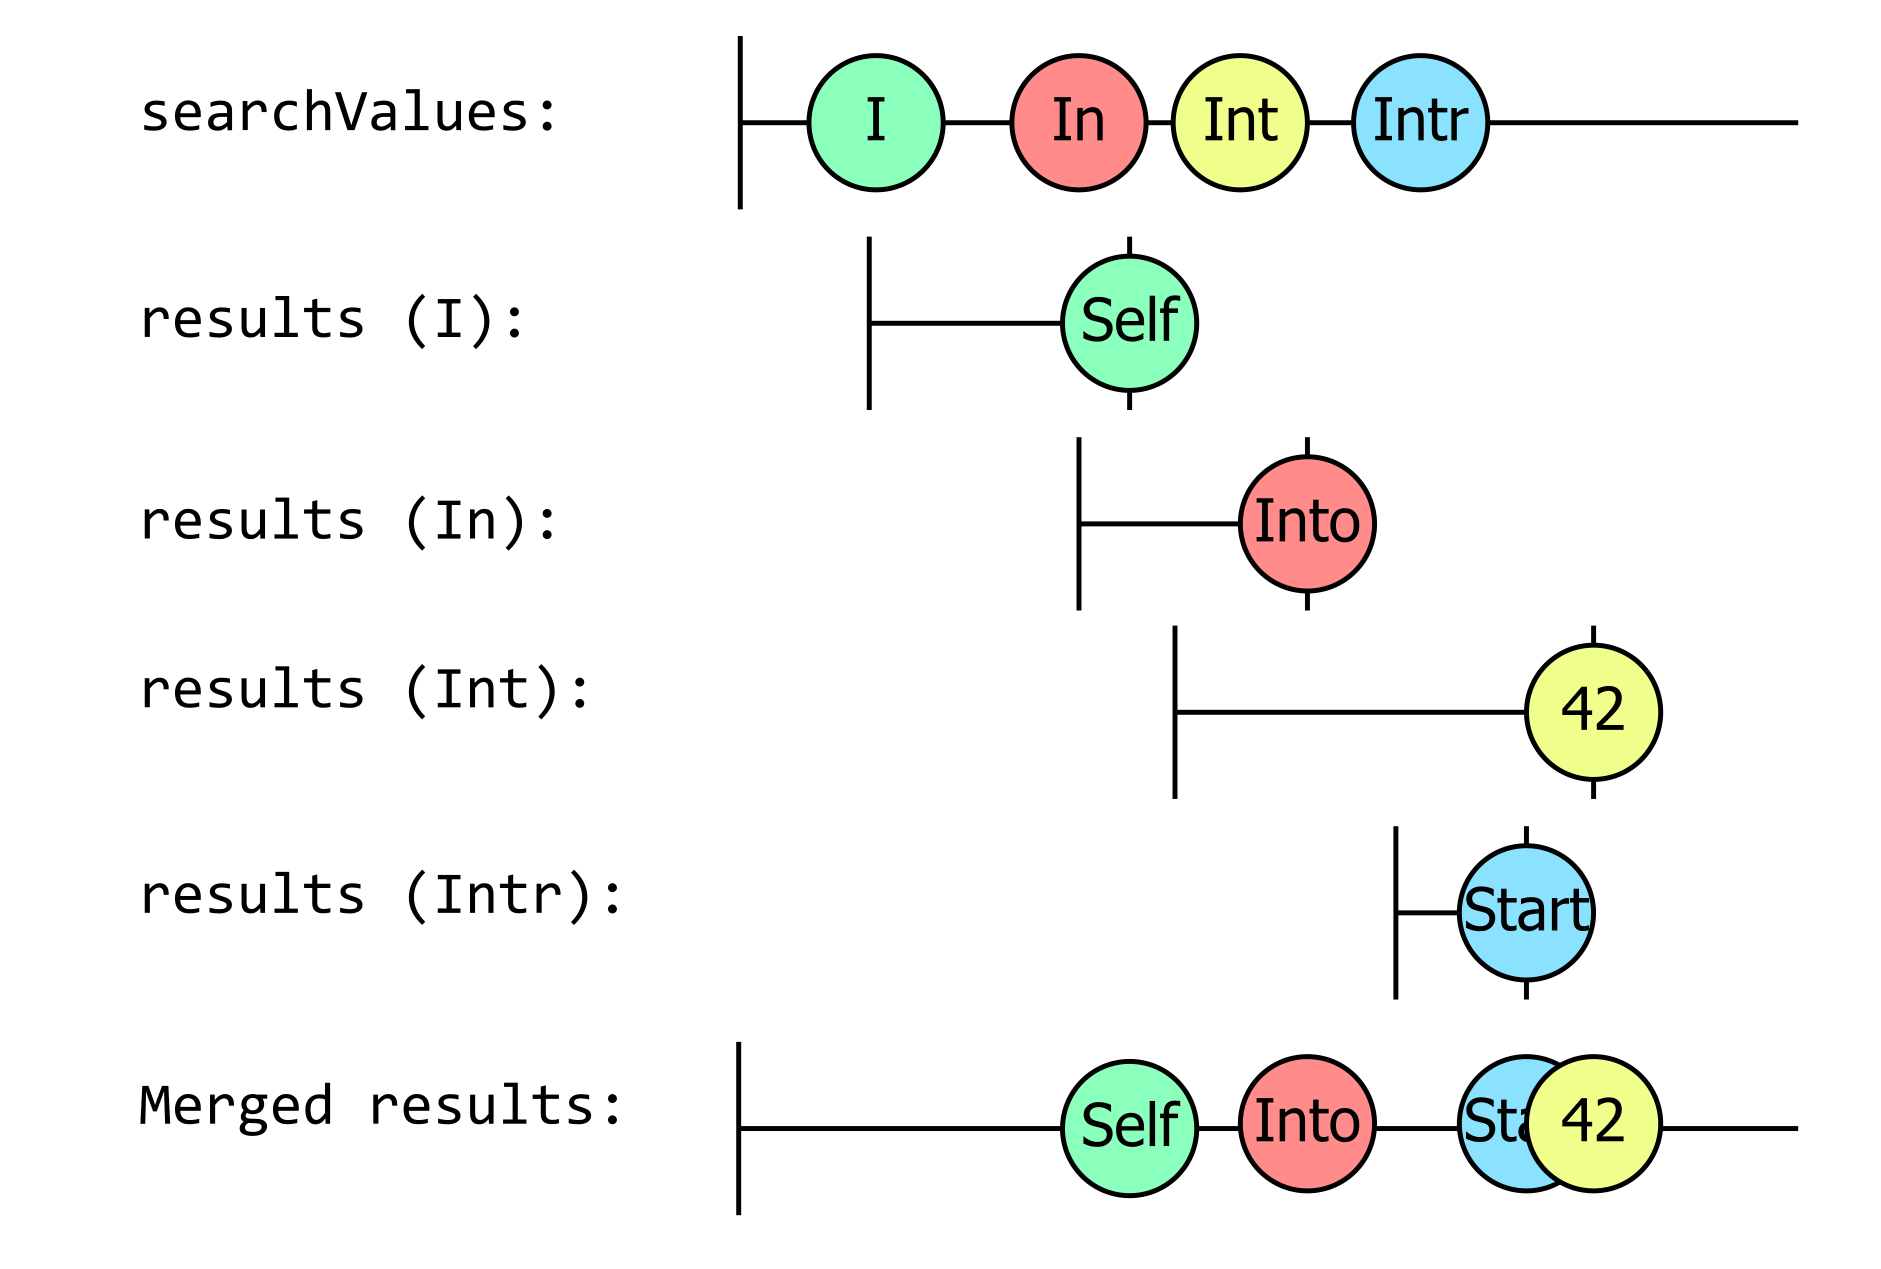 searchValues: I In Int Intr
results (I): Self
results (In): Into
results (Int): 42
results (Intr): Start
Merged results: Self Into Sta 42